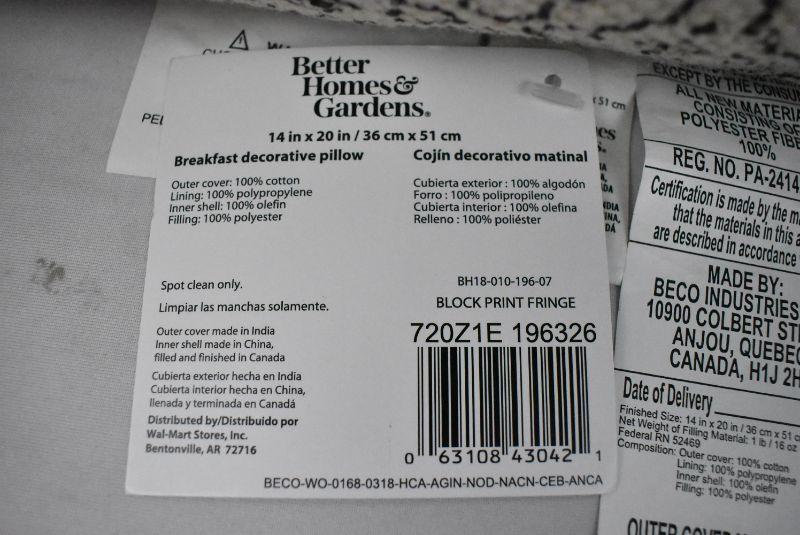 Better
Homes&
Gardens®
14 in x 20 in / 36 cm x 51 cm
Breakfast decorative pillow
Outer cover: 100% cotton
Lining: 100% polypropylene
Inner shell: 100% olefin
Filling: 100% polyester
Cojín decorativo matinal
Cubierta exterior : 100% algodón
Forro : 100% polipropileno
Cubierta interior : 100% olefina
Relleno : 100% poliéster
Spot clean only.
Limpiar las manchas solamente.
BH18-010-196-07
BLOCK PRINT FRINGE
720Z1E 196326
0 63108 43042 1
Outer cover made in India
Inner shell made in China,
filled and finished in Canada
Cubierta exterior hecha en India
Cubierta interior hecha en China,
llenada y terminada en Canadá
Distributed by/Distribuido por
Wal-Mart Stores, Inc.
Bentonville, AR 72716
BECO-WO-0168-0318-HCA-AGIN-NOD-NACN-CEB-ANCA
EXCEPT BY THE CONSU
ALL NEW MATERIA
CONSISTING OF
POLYESTER FIBE
100%
REG. NO. PA-2414
Certification is made by the m
that the materials in this a
are described in accordance
MADE BY:
BECO INDUSTRIES
10900 COLBERT ST
ANJOU, QUEBEC
CANADA, H1J 2H
Date of Delivery
Finished Size: 14 in x 20 in / 36 cm x 51 c
Net Weight of Filling Material: 1 lb / 16 oz
Federal RN 52469
Composition: Outer cover: 100% cotton
Lining: 100% polypropylene
Inner shell: 100% olefin
Filling: 100% polyester